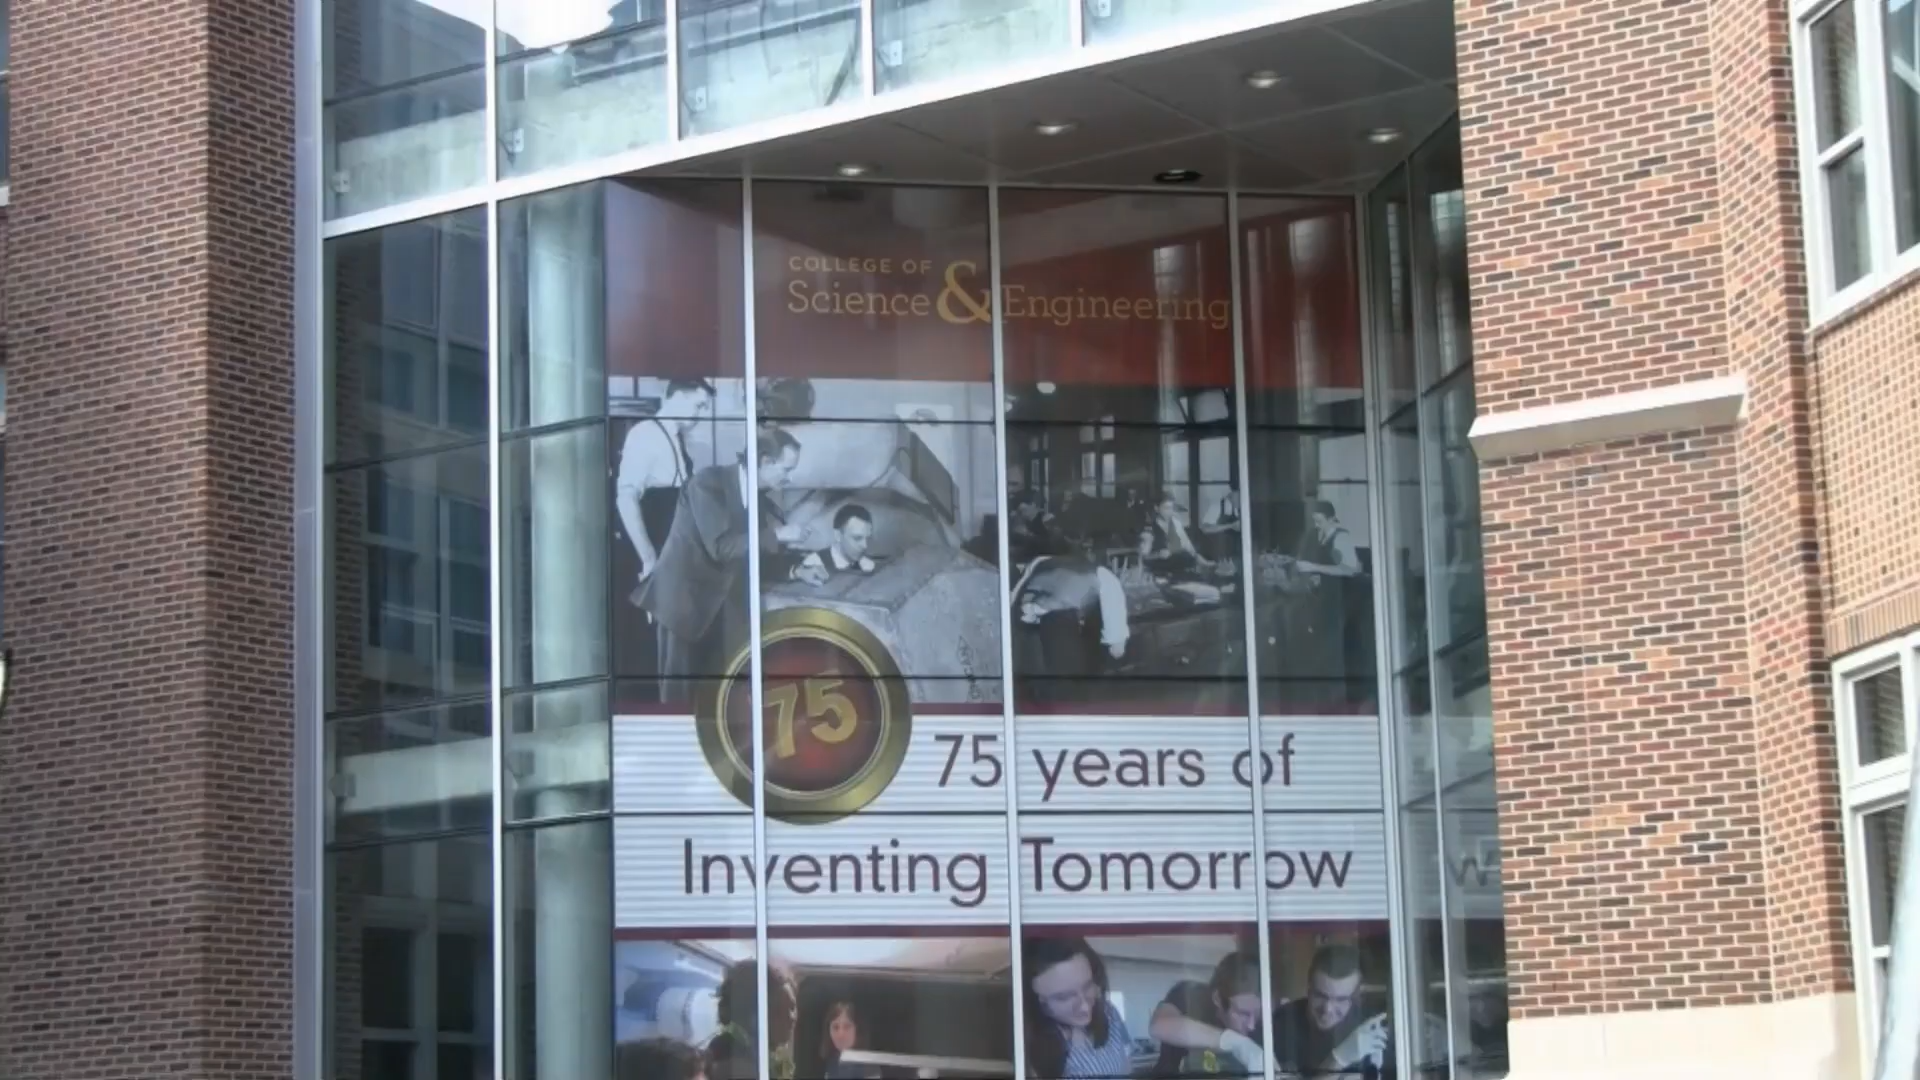 COLLEGE OF
Science & Engineering
75
75 years of
Inventing Tomorrow